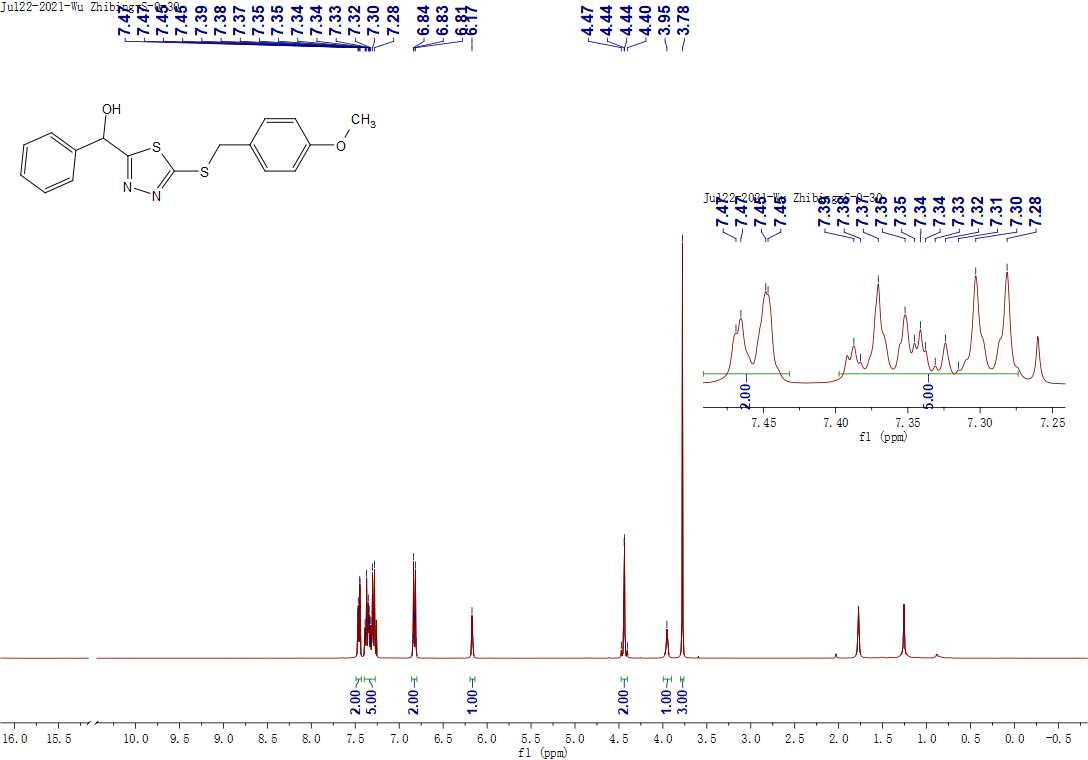 Jul22-2021-Wu Zhibing-S-0-30
7.47 7.47 7.45 7.45 7.39 7.38 7.37 7.35 7.35 7.34 7.34 7.33 7.32 7.30 7.28 6.84 6.83 6.81 6.17 4.47 4.44 4.44 4.40 3.95 3.78
OH
CH3
O
S
S
N
N
Jul22-2021-Wu Zhibing-S-0-30
7.47 7.47 7.45 7.45 7.39 7.38 7.37 7.35 7.35 7.34 7.34 7.33 7.32 7.31 7.30 7.28
2.00 5.00
7.45 7.40 7.35 7.30 7.25
f1 (ppm)
2.00 5.00 2.00 1.00 2.00 1.00 3.00
16.0 15.5 10.0 9.5 9.0 8.5 8.0 7.5 7.0 6.5 6.0 5.5 5.0 4.5 4.0 3.5 3.0 2.5 2.0 1.5 1.0 0.5 0.0 -0.5
f1 (ppm)